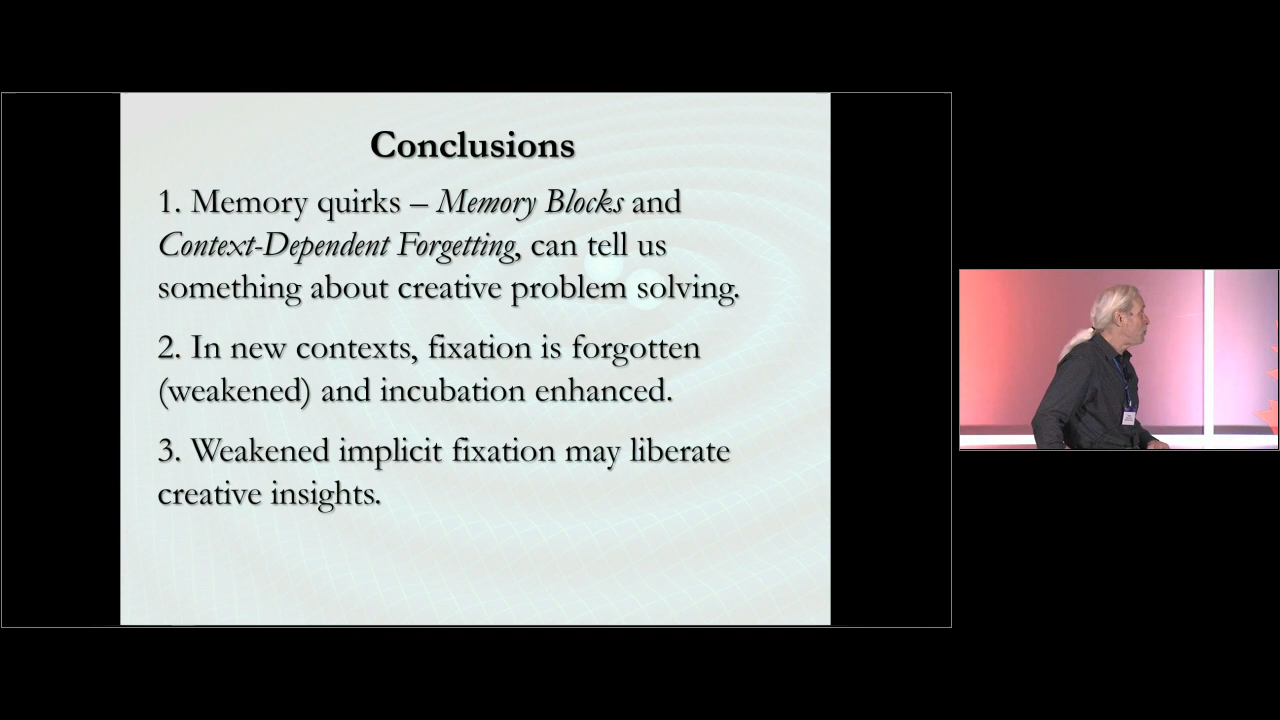 Conclusions
1. Memory quirks – Memory Blocks and
Context-Dependent Forgetting, can tell us
something about creative problem solving.
2. In new contexts, fixation is forgotten
(weakened) and incubation enhanced.
3. Weakened implicit fixation may liberate
creative insights.